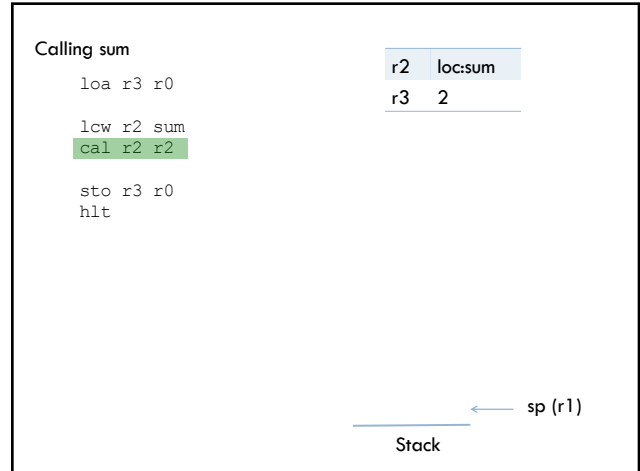 Calling sum
loa r3 r0
lcw r2 sum
cal r2 r2
sto r3 r0
hlt
r2 loc:sum
r3 2
sp (r1)
Stack